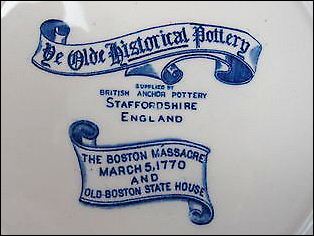 Ye Olde Historical Pottery
SUPPLIED BY
BRITISH ANCHOR POTTERY
STAFFORDSHIRE
ENGLAND
THE BOSTON MASSACRE
MARCH 5, 1770
AND
OLD BOSTON STATE HOUSE